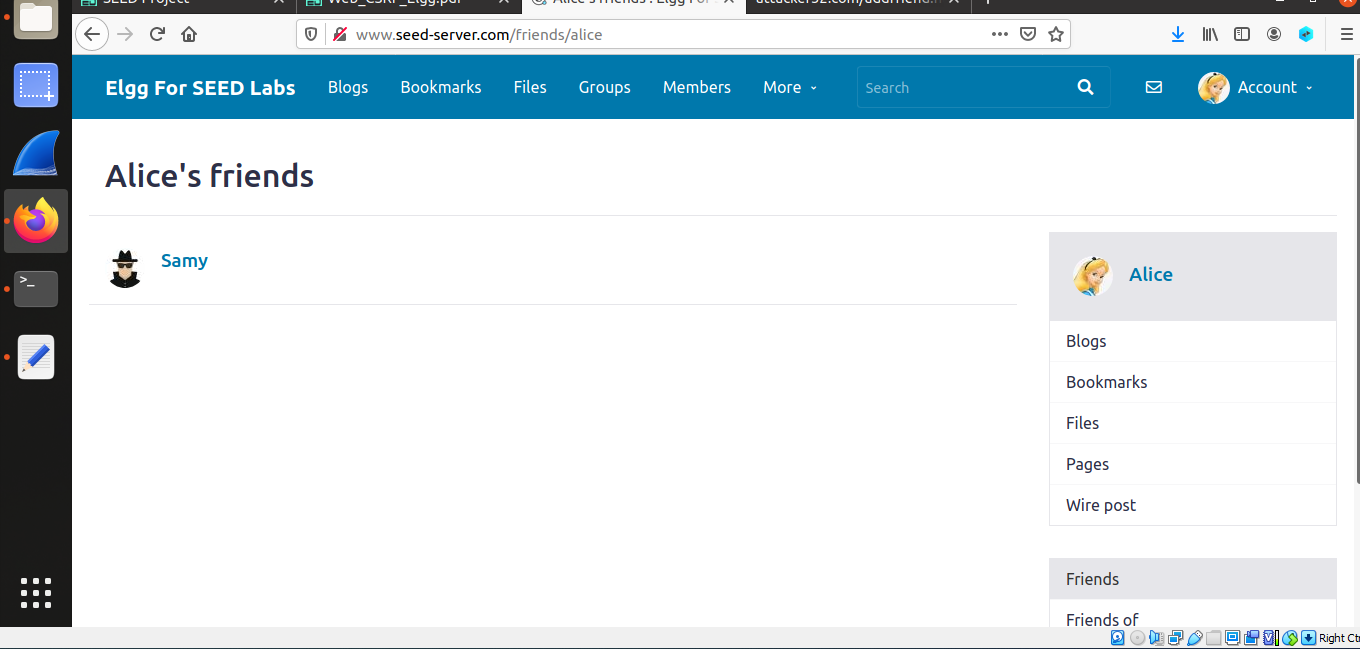 SEED Project
Web_CSRF_Elgg.pdf
Alice's friends : Elgg For S
attacker32.com/addfriend.h
www.seed-server.com/friends/alice
Elgg For SEED Labs
Blogs
Bookmarks
Files
Groups
Members
More
Search
Account
Alice's friends
Samy
Alice
Blogs
Bookmarks
Files
Pages
Wire post
Friends
Friends of
Right Ctr